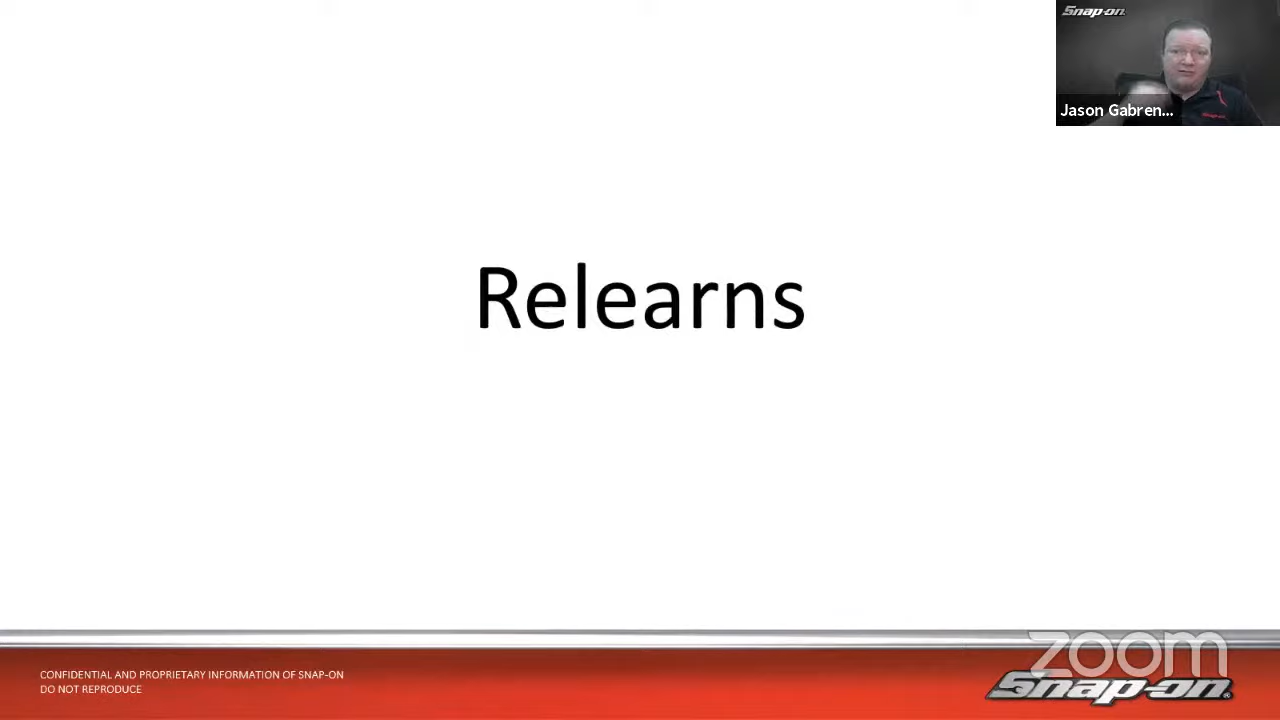 Snap-on
Jason Gabren...
Relearns
CONFIDENTIAL AND PROPRIETARY INFORMATION OF SNAP-ON
DO NOT REPRODUCE
zoom
Snap-on